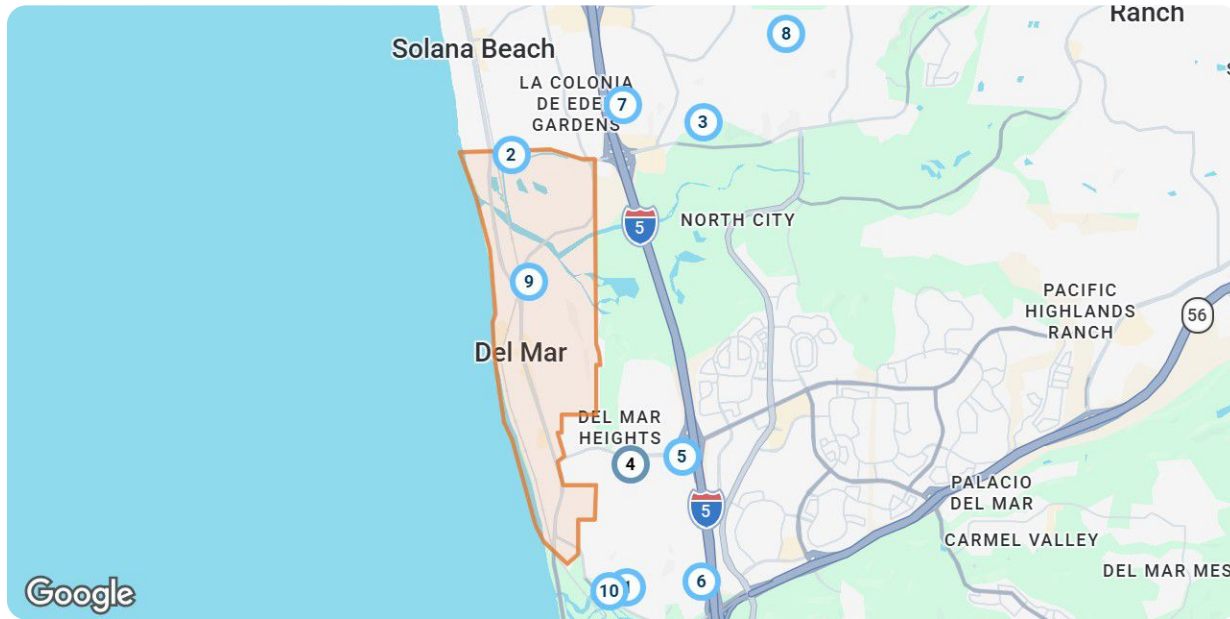 Ranch
8
Solana Beach
LA COLONIA
DE EDE
GARDENS
7
3
2
5
NORTH CITY
9
PACIFIC
HIGHLANDS
RANCH
56
Del Mar
DEL MAR
HEIGHTS
4
5
PALACIO
DEL MAR
5
CARMEL VALLEY
DEL MAR MES
6
10
Google